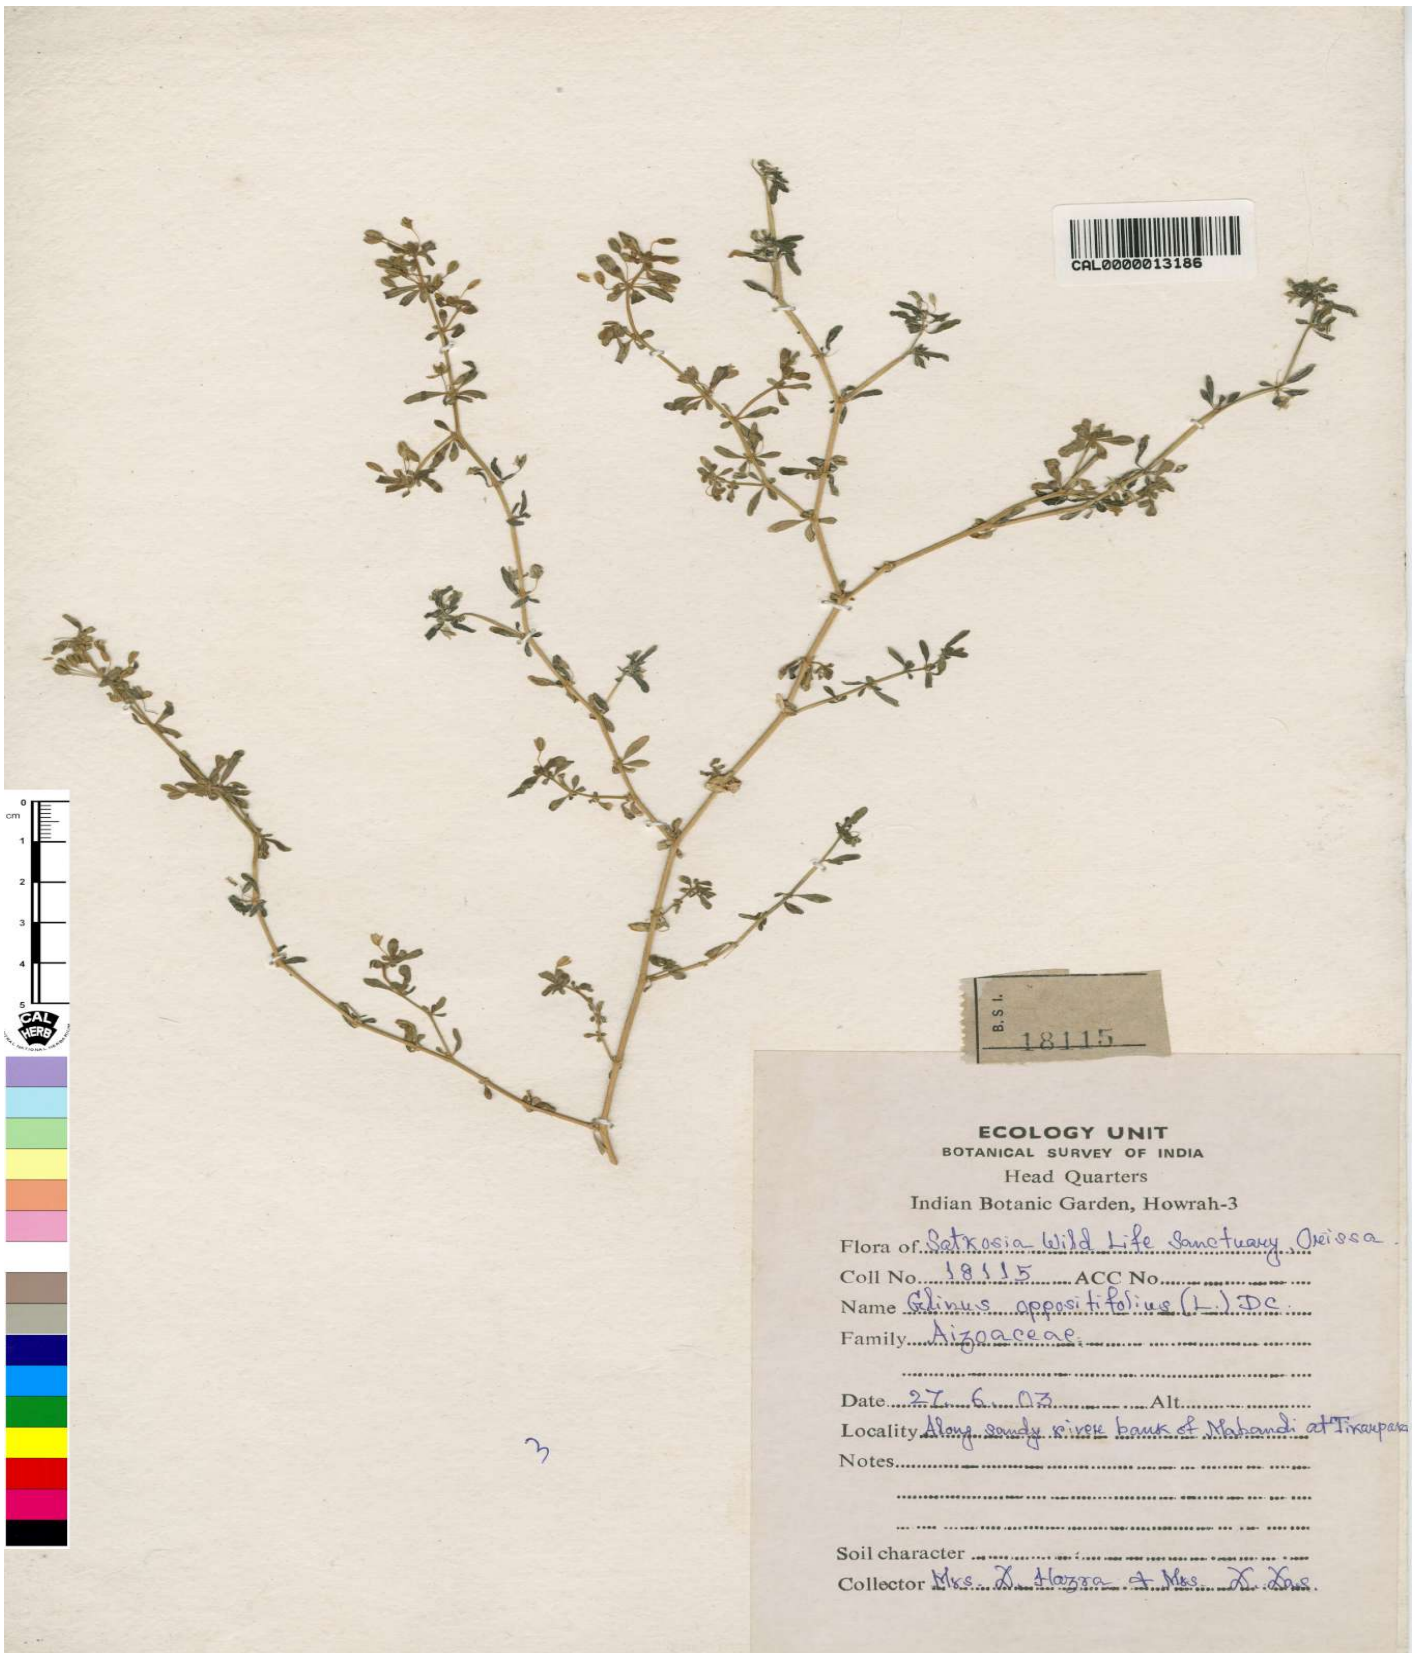 CAL0000013186
0
cm
1
2
3
4
5
CAL
HERB
B.S.I.
18115
ECOLOGY UNIT
BOTANICAL SURVEY OF INDIA
Head Quarters
Indian Botanic Garden, Howrah-3
Flora of Satkosia Wild Life Sanctuary, Oreissa.
Coll No. 18115 ACC No.
Name Glinus oppositifolius (L.) DC.
Family Aizoaceae
Date 27. 6. 03 Alt.
Locality Along sandy rivere bank of Mahandi at Tikarpara
Notes
Soil character
Collector Mrs. D. Hazra & Mrs. D. Das
3